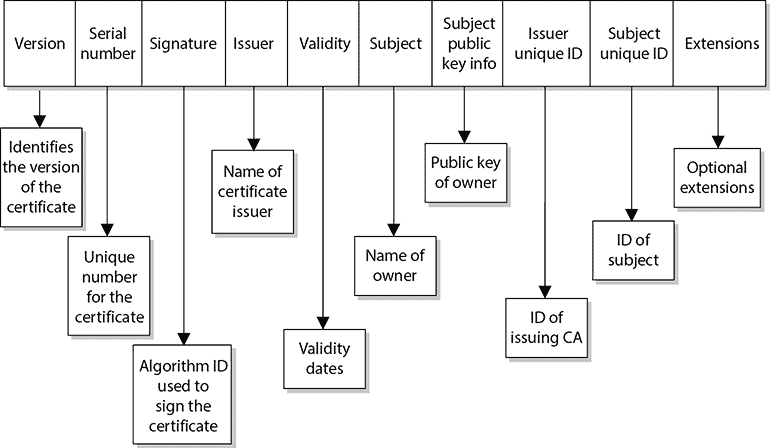 Version
Serial
number
Signature
Issuer
Validity
Subject
Subject
public
key info
Issuer
unique ID
Subject
unique ID
Extensions
Identifies
the version
of the
certificate
Unique
number
for the
certificate
Algorithm ID
used to
sign the
certificate
Name of
certificate
issuer
Validity
dates
Name of
owner
Public key
of owner
ID of
issuing CA
ID of
subject
Optional
extensions